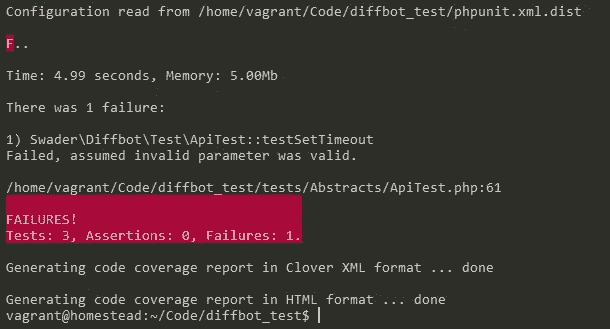 Configuration read from /home/vagrant/Code/diffbot_test/phpunit.xml.dist
F..
Time: 4.99 seconds, Memory: 5.00Mb
There was 1 failure:
1) Swader\Diffbot\Test\ApiTest::testSetTimeout
Failed, assumed invalid parameter was valid.
/home/vagrant/Code/diffbot_test/tests/Abstracts/ApiTest.php:61
FAILURES!
Tests: 3, Assertions: 0, Failures: 1.
Generating code coverage report in Clover XML format ... done
Generating code coverage report in HTML format ... done
vagrant@homestead:~/Code/diffbot_test$